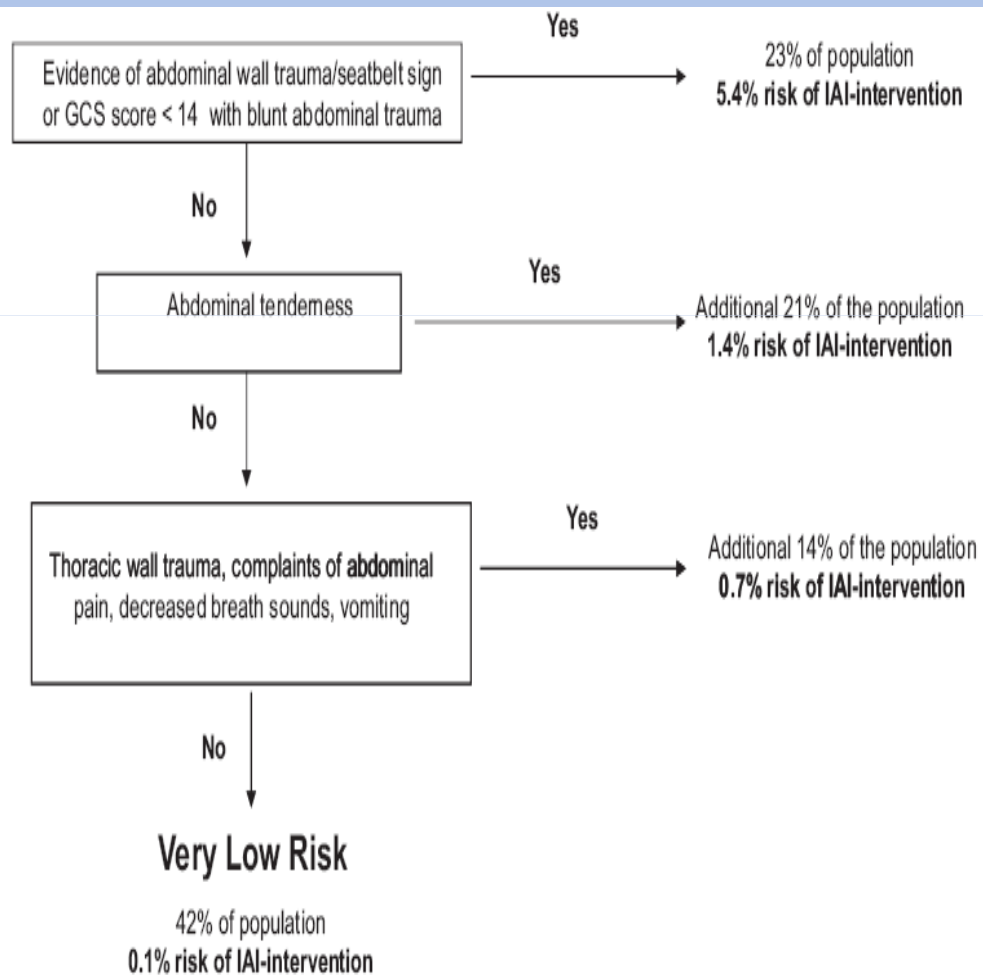 Yes
Evidence of abdominal wall trauma/seatbelt sign
or GCS score < 14 with blunt abdominal trauma
23% of population
5.4% risk of IAI-intervention
No
Yes
Abdominal tenderness
Additional 21% of the population
1.4% risk of IAI-intervention
No
Yes
Thoracic wall trauma, complaints of abdominal
pain, decreased breath sounds, vomiting
Additional 14% of the population
0.7% risk of IAI-intervention
No
Very Low Risk
42% of population
0.1% risk of IAI-intervention